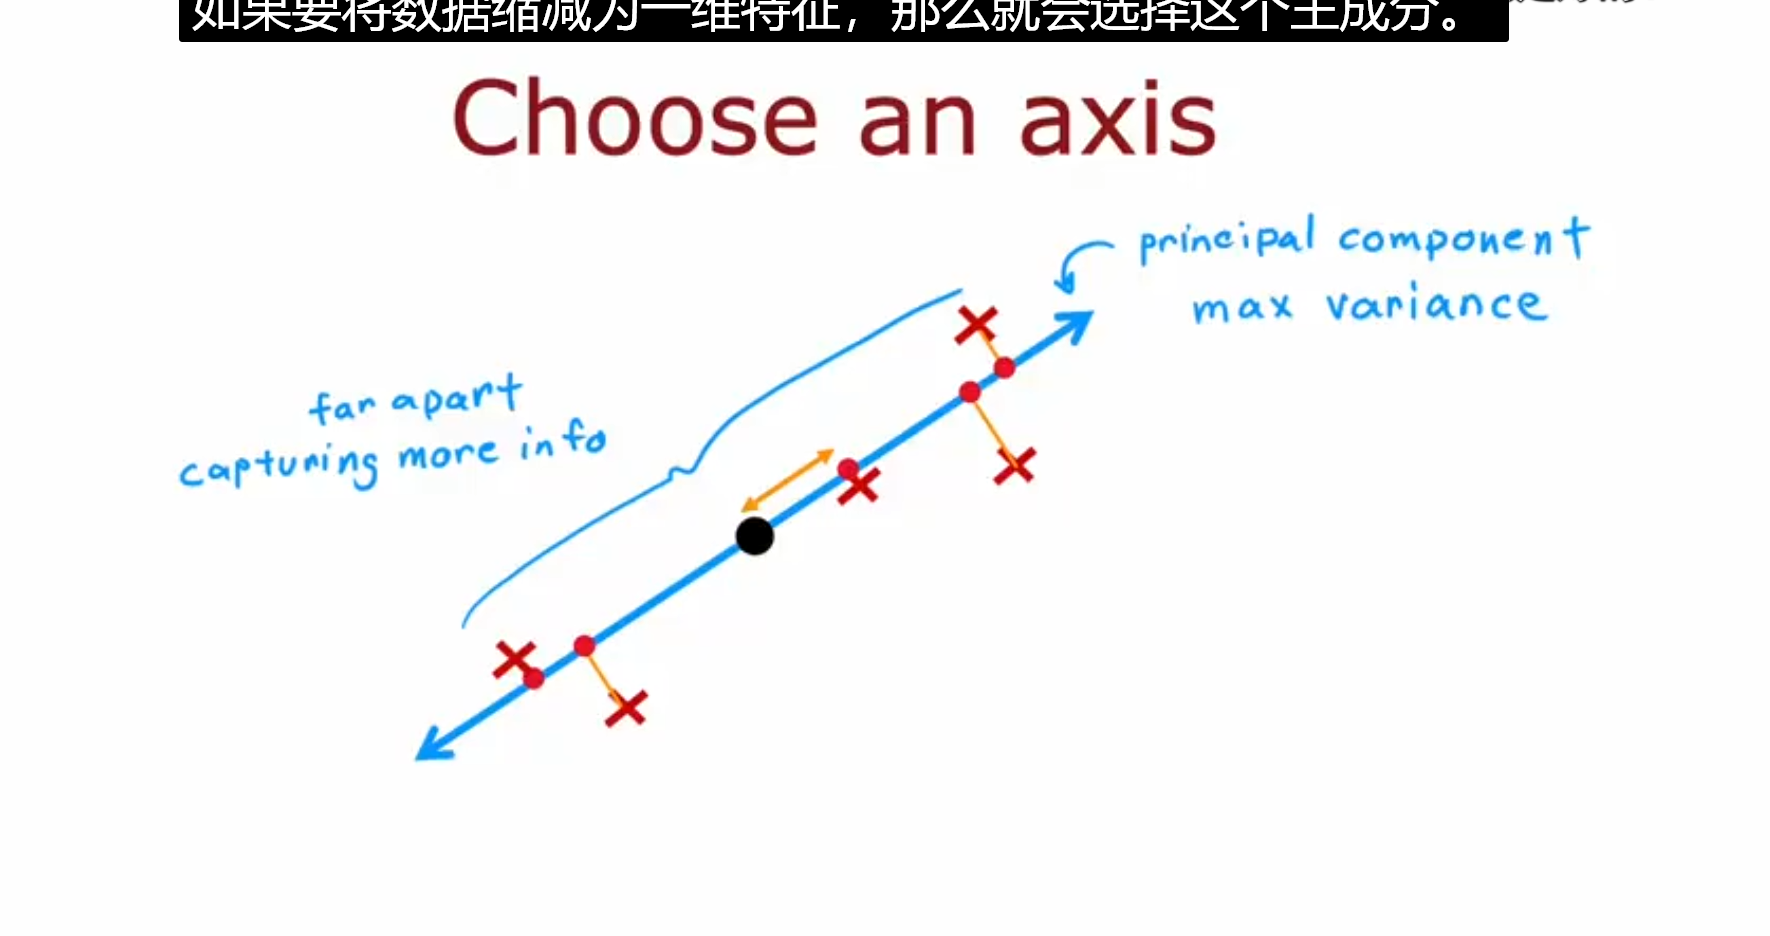 如果要将数据缩减为一维特征，那么就会选择这个主成分。
Choose an axis
principal component
max variance
far apart
capturing more info